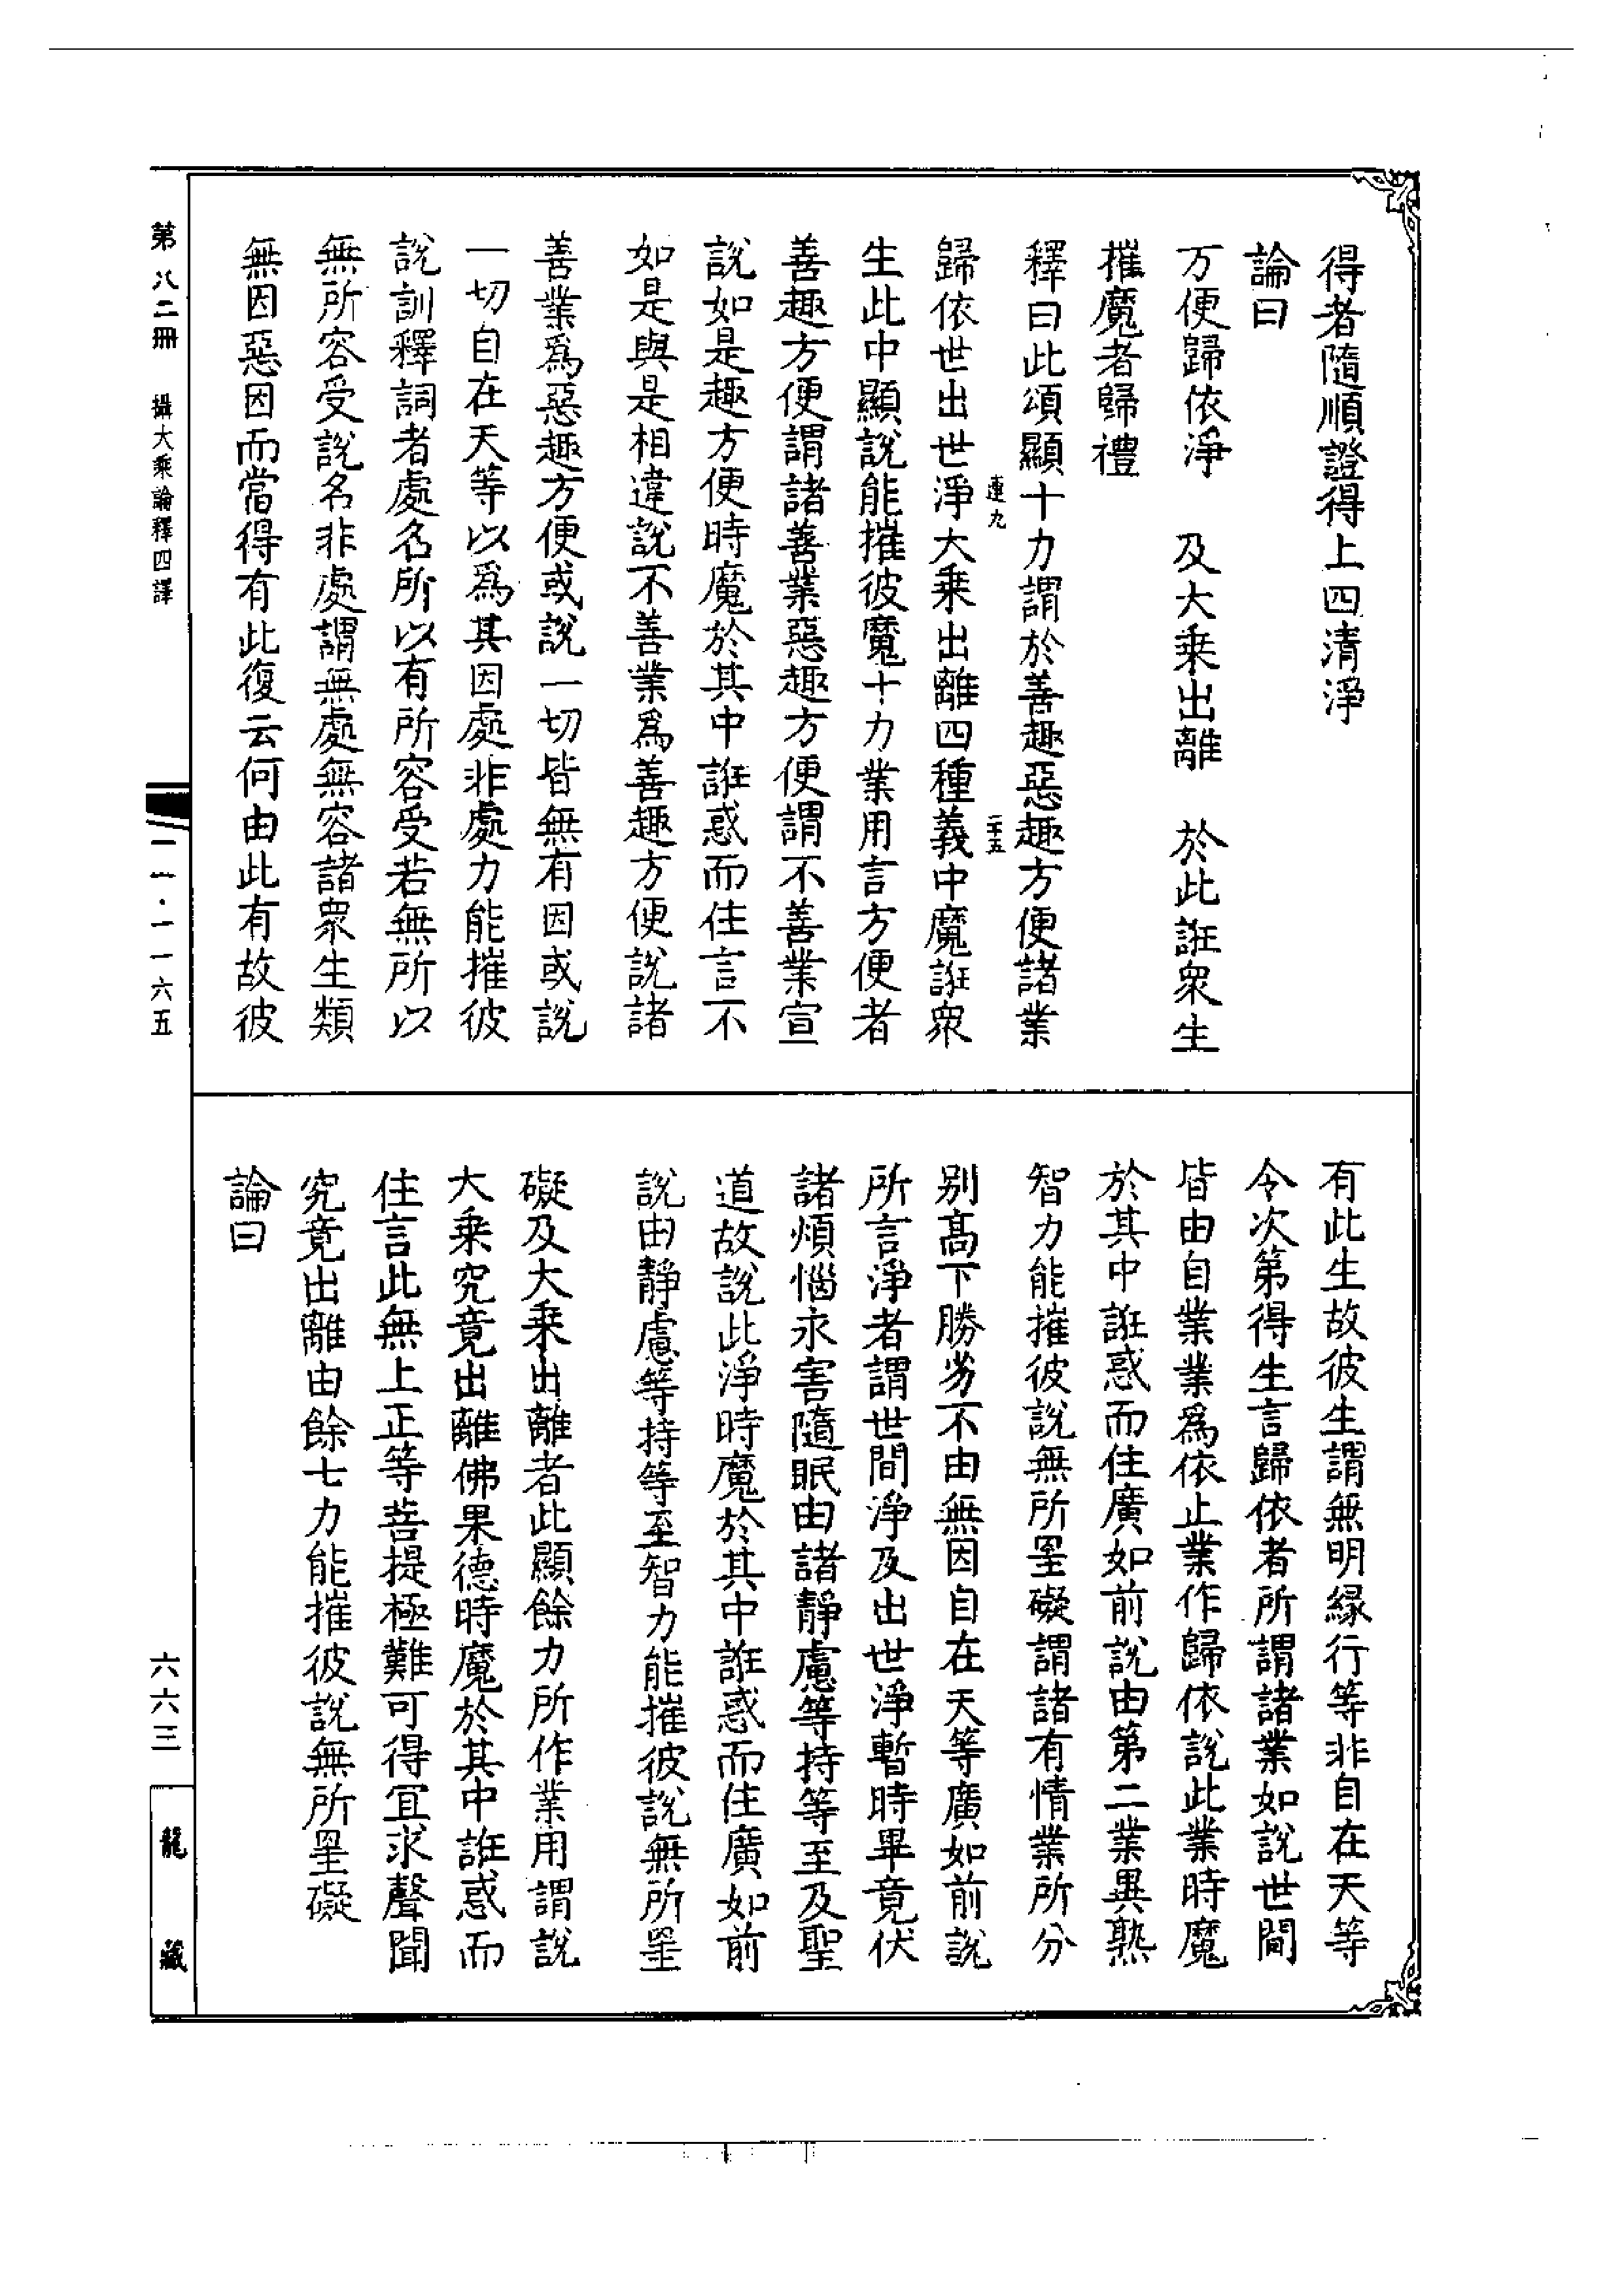 得者隨順證得上四清淨
論曰
方便歸依淨　及大乘出離　於此誑衆生
摧魔者歸禮
釋曰此頌顯十力謂於善趣惡趣方便諸業
連九
二十五
歸依世出世淨大乘出離四種義中魔誑衆
生此中顯說能摧彼魔十力業用言方便者
善趣方便謂諸善業惡趣方便謂不善業宣
說如是趣方便時魔於其中誑惑而住言不
如是與是相違說不善業爲善趣方便說諸
善業爲惡趣方便或說一切皆無有因或說
一切自在天等以爲其因處非處力能摧彼
說訓釋詞者處名所以有所容受若無所以
無所容受說名非處謂無處無容諸衆生類
無因惡因而當得有此復云何由此有故彼
有此生故彼生謂無明緣行等非自在天等
令次第得生言歸依者所謂諸業如說世間
皆由自業業爲依止業作歸依說此業時魔
於其中誑惑而住廣如前說由第二業異熟
智力能摧彼說無所罣礙謂諸有情業所分
別高下勝劣不由無因自在天等廣如前說
所言淨者謂世間淨及出世淨暫時畢竟伏
諸煩惱永害隨眠由諸靜慮等持等至及聖
道故說此淨時魔於其中誑惑而住廣如前
說由靜慮等持等至智力能摧彼說無所罣
礙及大乘出離者此顯餘力所作業用謂說
大乘究竟出離佛果德時魔於其中誑惑而
住言此無上正等菩提極難可得宜求聲聞
究竟出離由餘七力能摧彼說無所罣礙
論曰
第八二冊　攝大乘論釋四譯
二一·一一六五
六六三
龍藏